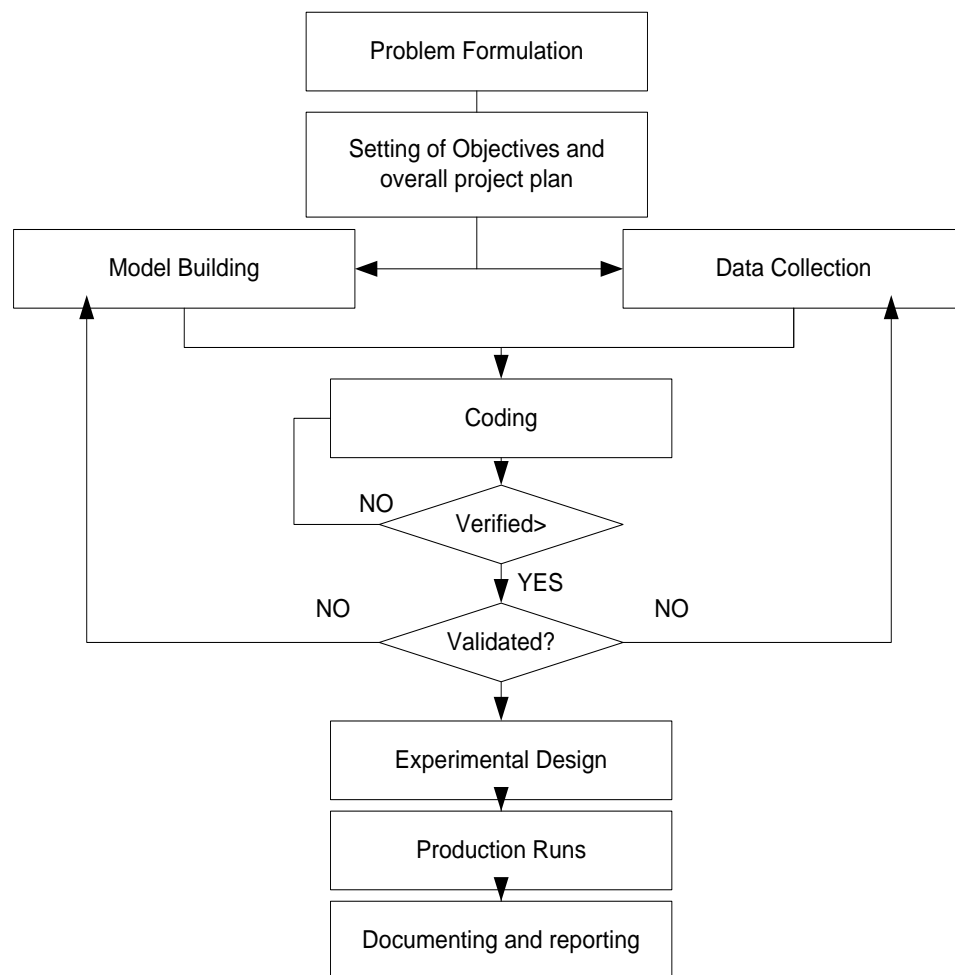 Problem Formulation
Setting of Objectives and
overall project plan
Model Building
Data Collection
Coding
NO
Verified>
YES
NO
NO
Validated?
Experimental Design
Production Runs
Documenting and reporting